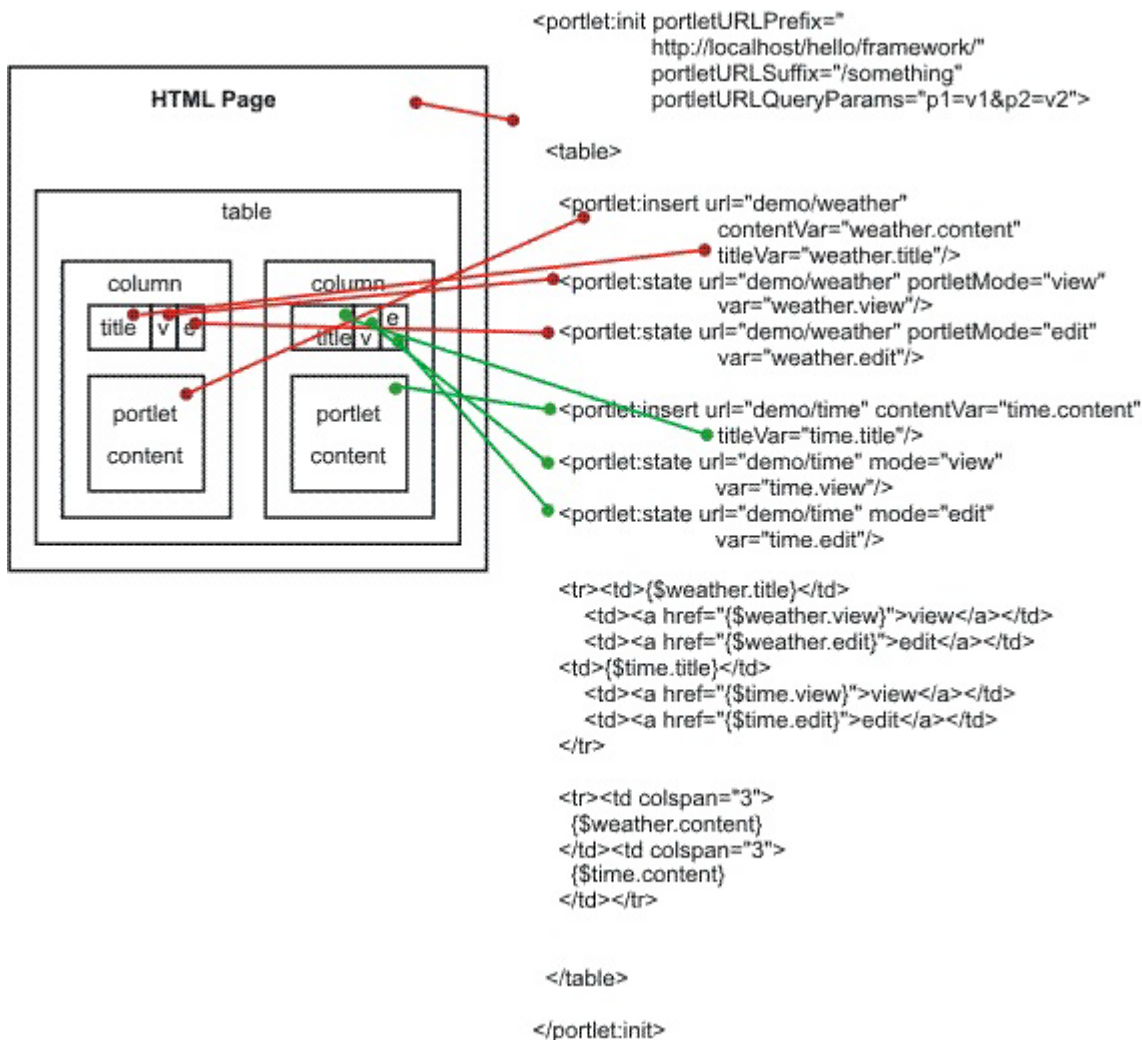 HTML Page
table
column
title v e
portlet
content
column
title v e
portlet
content
<portlet:init portletURLPrefix="
http://localhost/hello/framework/"
portletURLSuffix="/something"
portletURLQueryParams="p1=v1&p2=v2">
<table>
<portlet:insert url="demo/weather"
contentVar="weather.content"
titleVar="weather.title"/>
<portlet:state url="demo/weather" portletMode="view"
var="weather.view"/>
<portlet:state url="demo/weather" portletMode="edit"
var="weather.edit"/>
<portlet:insert url="demo/time" contentVar="time.content"
titleVar="time.title"/>
<portlet:state url="demo/time" mode="view"
var="time.view"/>
<portlet:state url="demo/time" mode="edit"
var="time.edit"/>
<tr><td>{$weather.title}</td>
<td><a href="{$weather.view}">view</a></td>
<td><a href="{$weather.edit}">edit</a></td>
<td>{$time.title}</td>
<td><a href="{$time.view}">view</a></td>
<td><a href="{$time.edit}">edit</a></td>
</tr>
<tr><td colspan="3">
{$weather.content}
</td><td colspan="3">
{$time.content}
</td></tr>
</table>
</portlet:init>